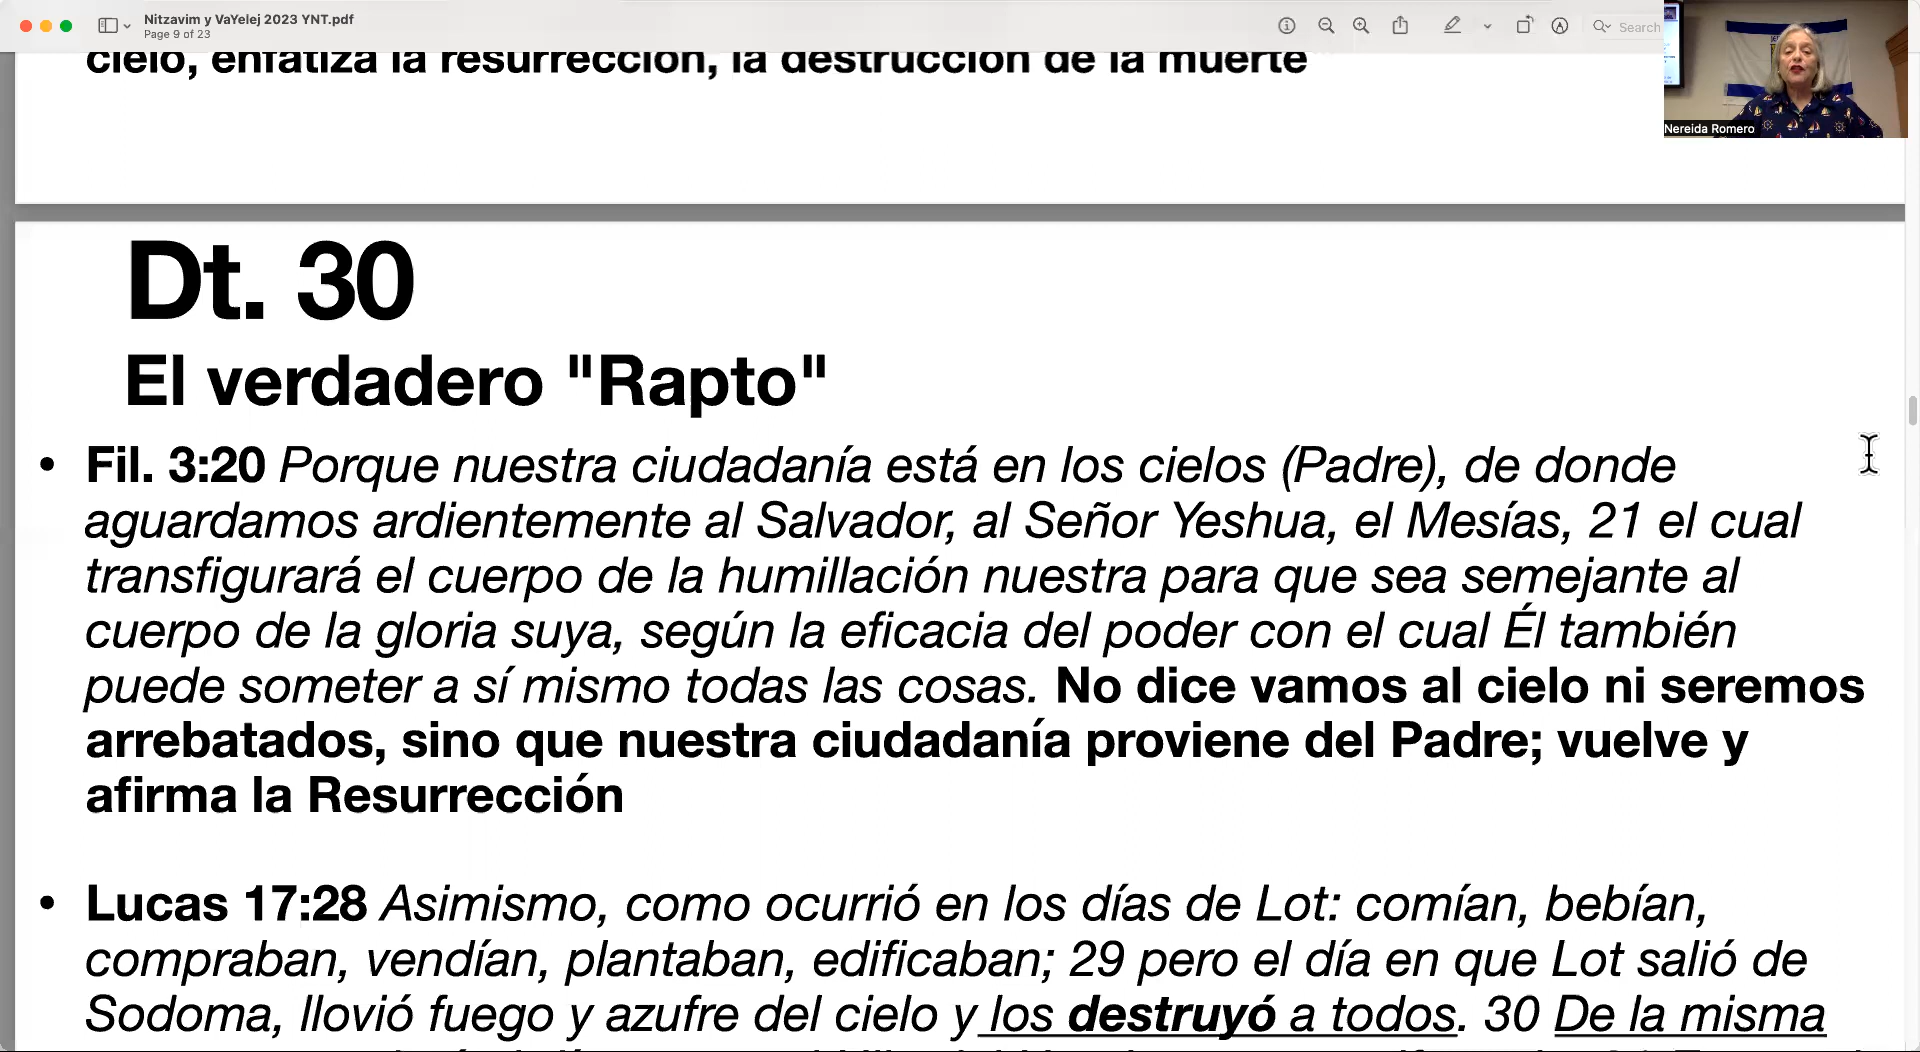 Nitzavim y VaYelej 2023 YNT.pdf
Page 9 of 23
Search
Nereida Romero
cielo, enfatiza la resurrección, la destrucción de la muerte
Dt. 30
El verdadero "Rapto"
• Fil. 3:20 Porque nuestra ciudadanía está en los cielos (Padre), de donde
aguardamos ardientemente al Salvador, al Señor Yeshua, el Mesías, 21 el cual
transfigurará el cuerpo de la humillación nuestra para que sea semejante al
cuerpo de la gloria suya, según la eficacia del poder con el cual Él también
puede someter a sí mismo todas las cosas. No dice vamos al cielo ni seremos
arrebatados, sino que nuestra ciudadanía proviene del Padre; vuelve y
afirma la Resurrección
• Lucas 17:28 Asimismo, como ocurrió en los días de Lot: comían, bebían,
compraban, vendían, plantaban, edificaban; 29 pero el día en que Lot salió de
Sodoma, llovió fuego y azufre del cielo y los destruyó a todos. 30 De la misma